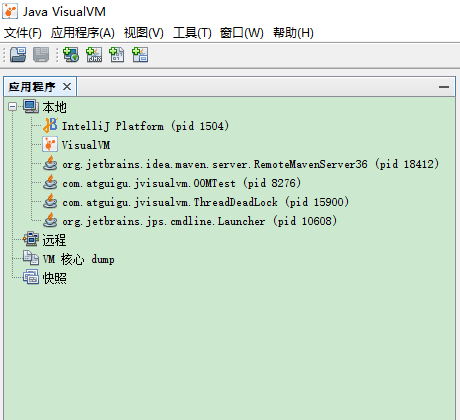 Java VisualVM
文件(F) 应用程序(A) 视图(V) 工具(T) 窗口(W) 帮助(H)
应用程序
本地
IntelliJ Platform (pid 1504)
VisualVM
org.jetbrains.idea.maven.server.RemoteMavenServer36 (pid 18412)
com.atguigu.jvisualvm.OOMTest (pid 8276)
com.atguigu.jvisualvm.ThreadDeadLock (pid 15900)
org.jetbrains.jps.cmdline.Launcher (pid 10608)
远程
VM 核心 dump
快照